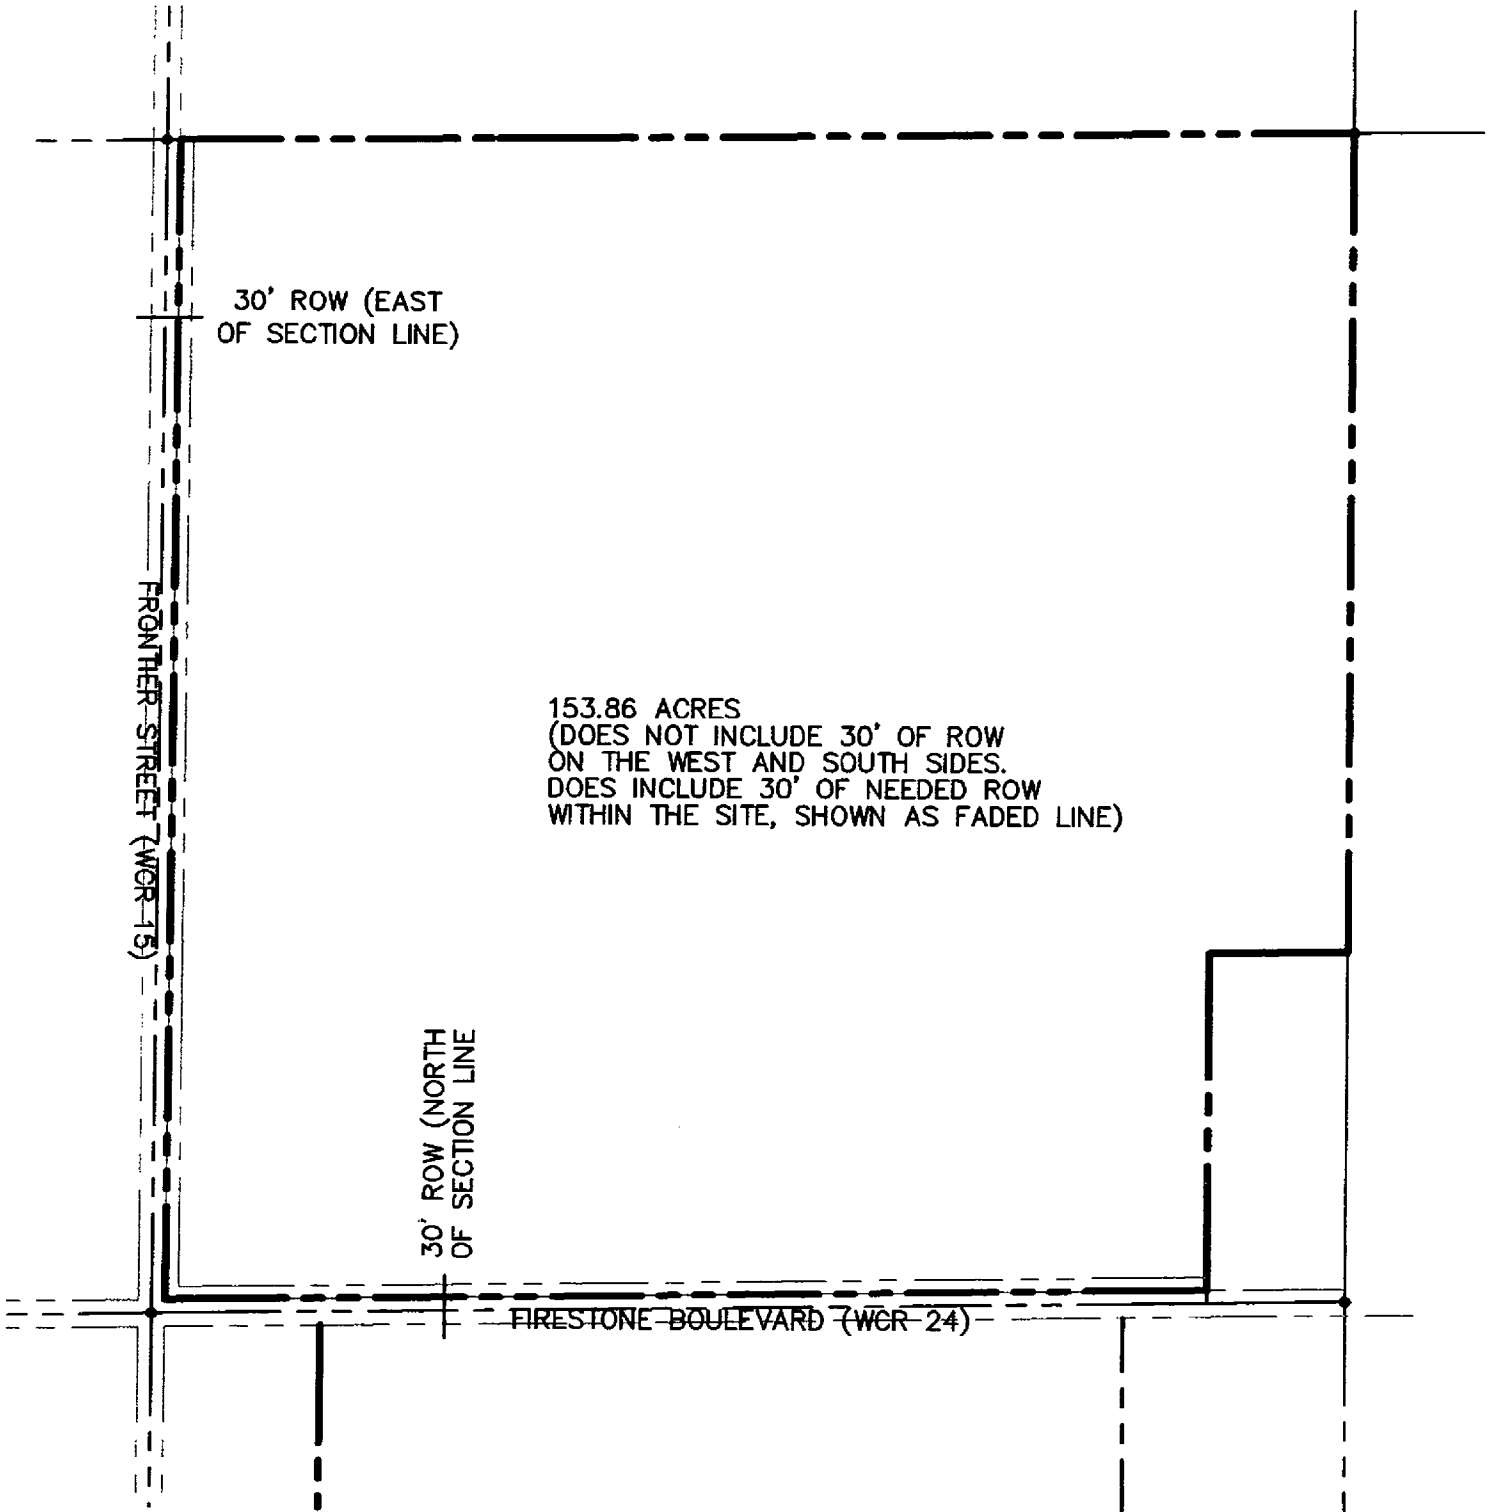 30' ROW (EAST
OF SECTION LINE)
FRONTIER STREET (WCR 15)
153.86 ACRES
(DOES NOT INCLUDE 30' OF ROW
ON THE WEST AND SOUTH SIDES.
DOES INCLUDE 30' OF NEEDED ROW
WITHIN THE SITE, SHOWN AS FADED LINE)
30' ROW (NORTH
OF SECTION LINE
FIRESTONE BOULEVARD (WCR 24)